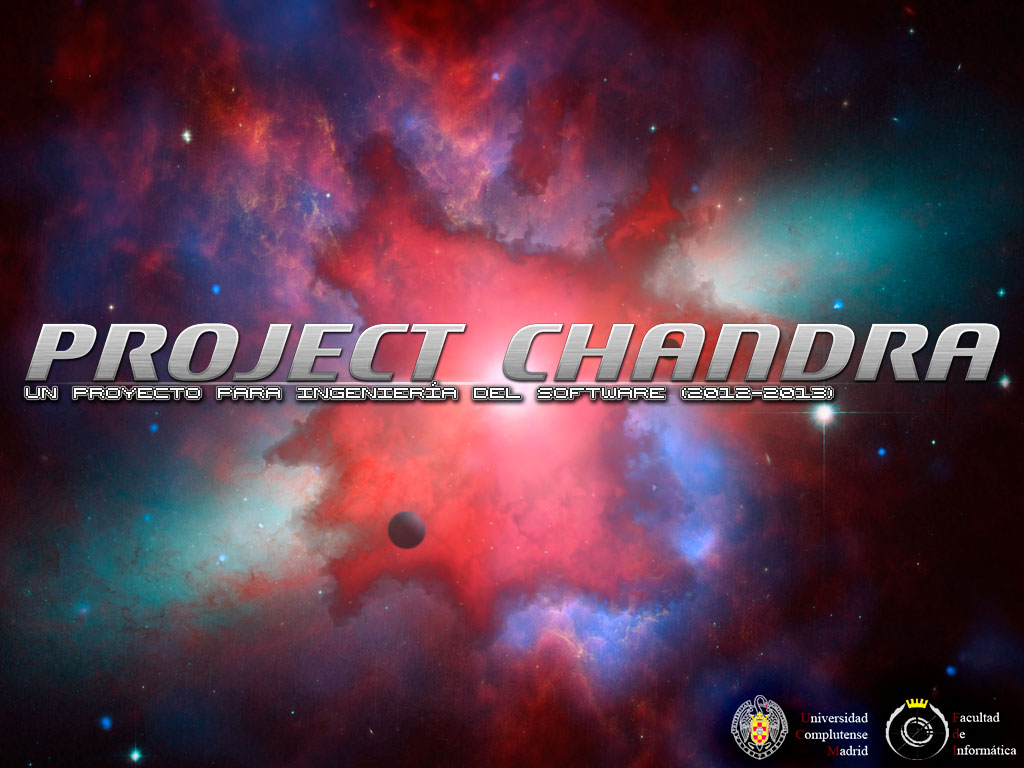 PROJECT CHANDRA
UN PROYECTO PARA INGENIERÍA DEL SOFTWARE (2012-2013)
Universidad
Complutense
Madrid
Facultad
de
Informática